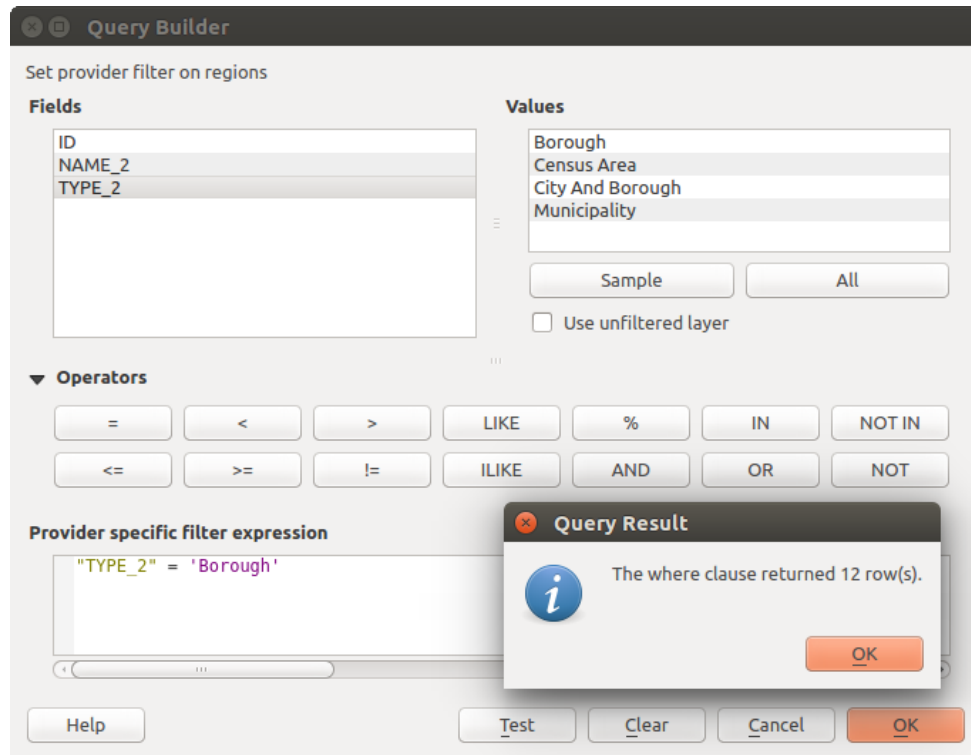 Query Builder
Set provider filter on regions
Fields
ID
NAME_2
TYPE_2
Values
Borough
Census Area
City And Borough
Municipality
Sample All
Use unfiltered layer
Operators
= < > LIKE % IN NOT IN
<= >= != ILIKE AND OR NOT
Provider specific filter expression
"TYPE_2" = 'Borough'
Query Result
The where clause returned 12 row(s).
OK
Help Test Clear Cancel OK